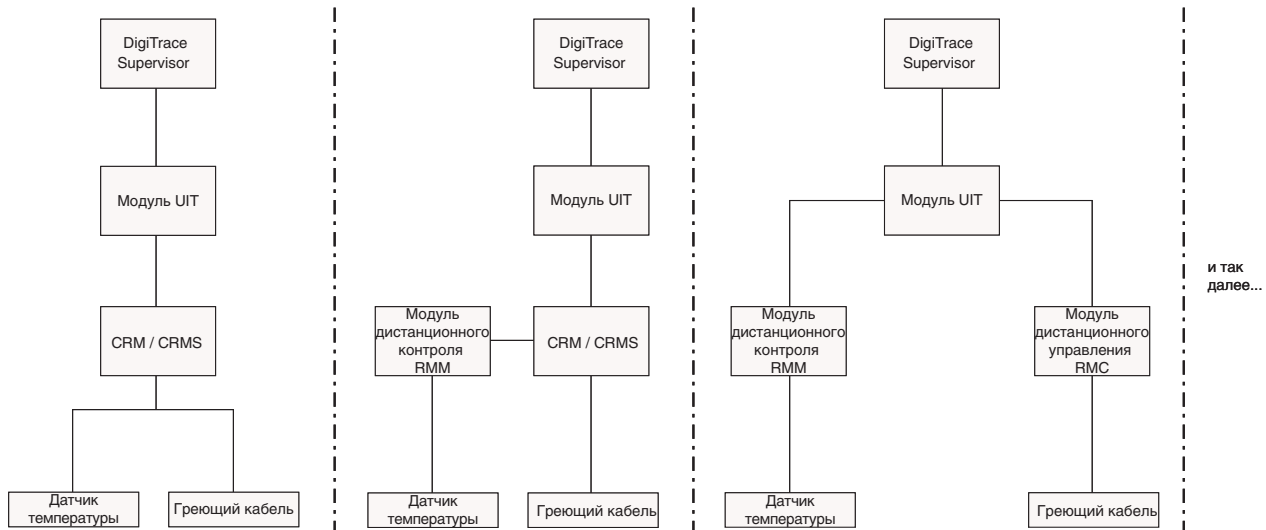 DigiTrace
Supervisor
Модуль UIT
CRM / CRMS
Датчик
температуры
Греющий кабель
DigiTrace
Supervisor
Модуль UIT
Модуль
дистанционного
контроля
RMM
CRM / CRMS
Датчик
температуры
Греющий кабель
DigiTrace
Supervisor
Модуль UIT
Модуль
дистанционного
контроля
RMM
Модуль
дистанционного
управления
RMC
Датчик
температуры
Греющий кабель
и так
далее...